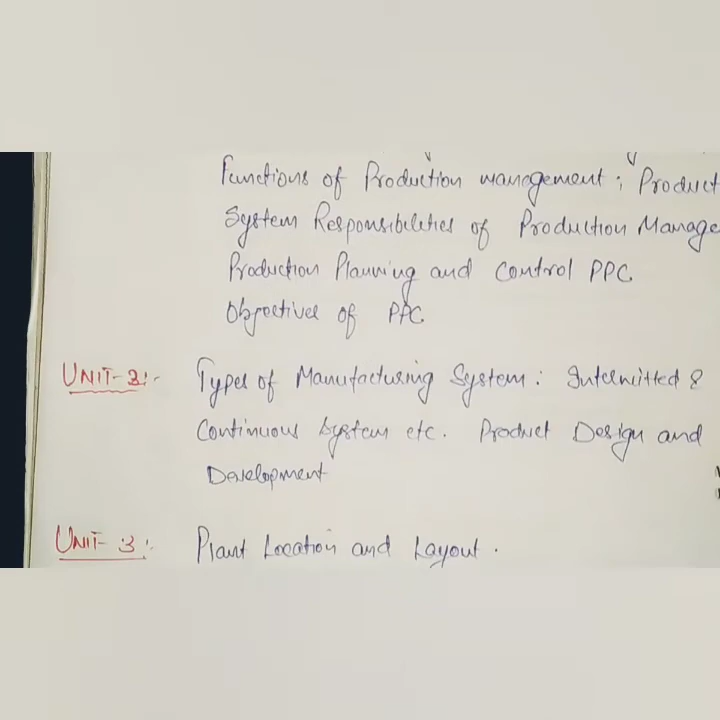 Functions of Production management; Product
System Responsibilities of Production Manage
Production Planning and Control PPC
Objectives of PPC
UNIT-2:- Types of Manufacturing System: Intermitted &
Continuous System etc. Product Design and
Development
UNIT-3:- Plant Location and Layout.